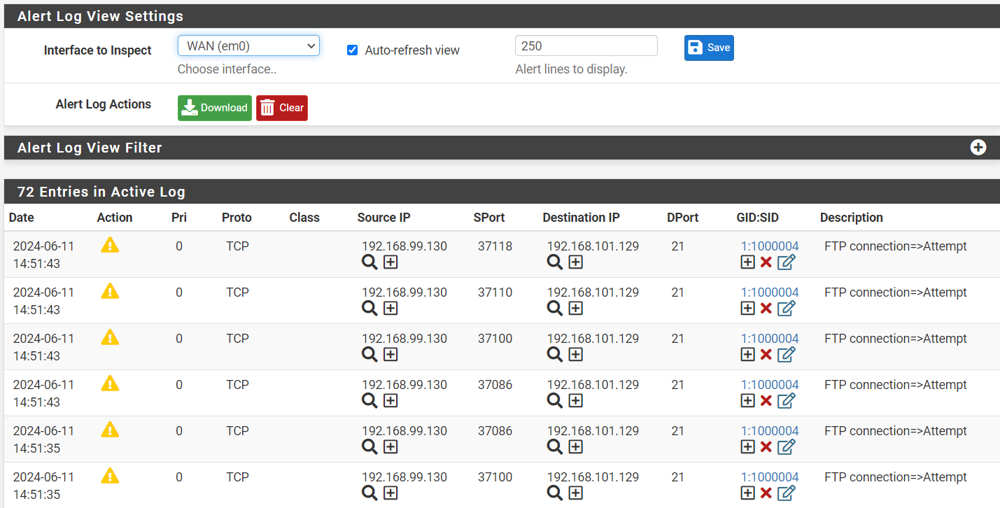 Alert Log View Settings
Interface to Inspect WAN (em0) Auto-refresh view 250 Save
Choose interface.. Alert lines to display.
Alert Log Actions Download Clear
Alert Log View Filter
72 Entries in Active Log
Date Action Pri Proto Class Source IP SPort Destination IP DPort GID:SID Description
2024-06-11 0 TCP 192.168.99.130 37118 192.168.101.129 21 1:1000004 FTP connection=>Attempt
14:51:43
2024-06-11 0 TCP 192.168.99.130 37110 192.168.101.129 21 1:1000004 FTP connection=>Attempt
14:51:43
2024-06-11 0 TCP 192.168.99.130 37100 192.168.101.129 21 1:1000004 FTP connection=>Attempt
14:51:43
2024-06-11 0 TCP 192.168.99.130 37086 192.168.101.129 21 1:1000004 FTP connection=>Attempt
14:51:43
2024-06-11 0 TCP 192.168.99.130 37086 192.168.101.129 21 1:1000004 FTP connection=>Attempt
14:51:35
2024-06-11 0 TCP 192.168.99.130 37100 192.168.101.129 21 1:1000004 FTP connection=>Attempt
14:51:35